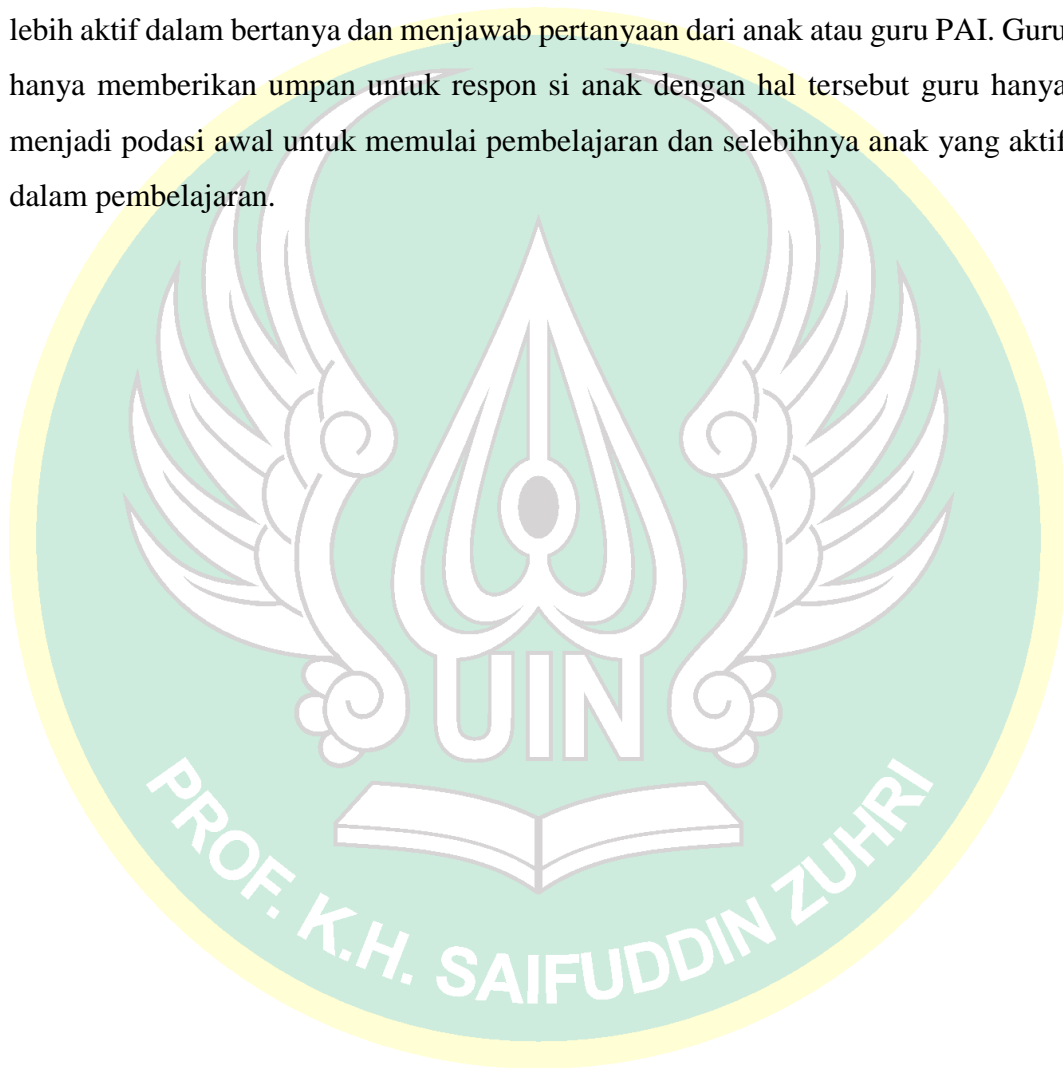 lebih aktif dalam bertanya dan menjawab pertanyaan dari anak atau guru PAI. Guru
hanya memberikan umpan untuk respon si anak dengan hal tersebut guru hanya
menjadi podasi awal untuk memulai pembelajaran dan selebihnya anak yang aktif
dalam pembelajaran.
UIN
PROF. K.H. SAIFUDDIN ZUHRI